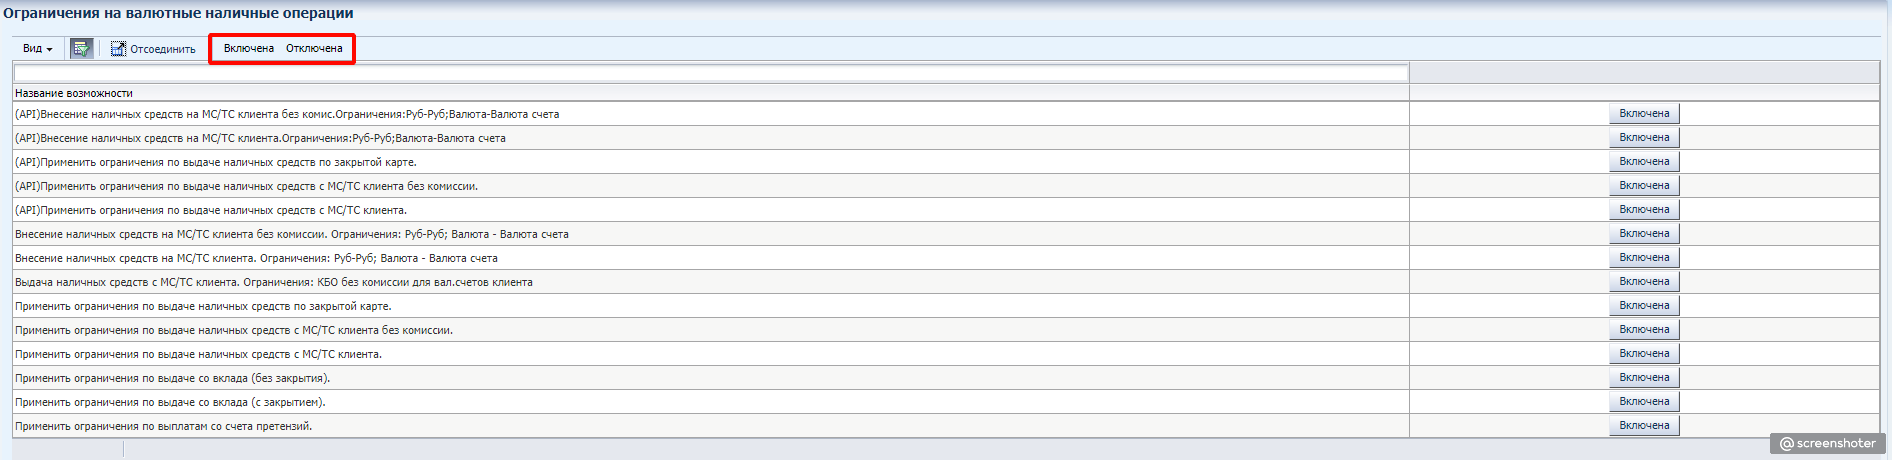 Ограничения на валютные наличные операции
Вид Отсоединить Включена Отключена
Название возможности
(API)Внесение наличных средств на МС/ТС клиента без комис.Ограничения:Руб-Руб;Валюта-Валюта счета Включена
(API)Внесение наличных средств на МС/ТС клиента.Ограничения:Руб-Руб;Валюта-Валюта счета Включена
(API)Применить ограничения по выдаче наличных средств по закрытой карте. Включена
(API)Применить ограничения по выдаче наличных средств с МС/ТС клиента без комиссии. Включена
(API)Применить ограничения по выдаче наличных средств с МС/ТС клиента. Включена
Внесение наличных средств на МС/ТС клиента без комиссии. Ограничения: Руб-Руб; Валюта - Валюта счета Включена
Внесение наличных средств на МС/ТС клиента. Ограничения: Руб-Руб; Валюта - Валюта счета Включена
Выдача наличных средств с МС/ТС клиента. Ограничения: КБО без комиссии для вал.счетов клиента Включена
Применить ограничения по выдаче наличных средств по закрытой карте. Включена
Применить ограничения по выдаче наличных средств с МС/ТС клиента без комиссии. Включена
Применить ограничения по выдаче наличных средств с МС/ТС клиента. Включена
Применить ограничения по выдаче со вклада (без закрытия). Включена
Применить ограничения по выдаче со вклада (с закрытием). Включена
Применить ограничения по выплатам со счета претензий. Включена
@screenshoter